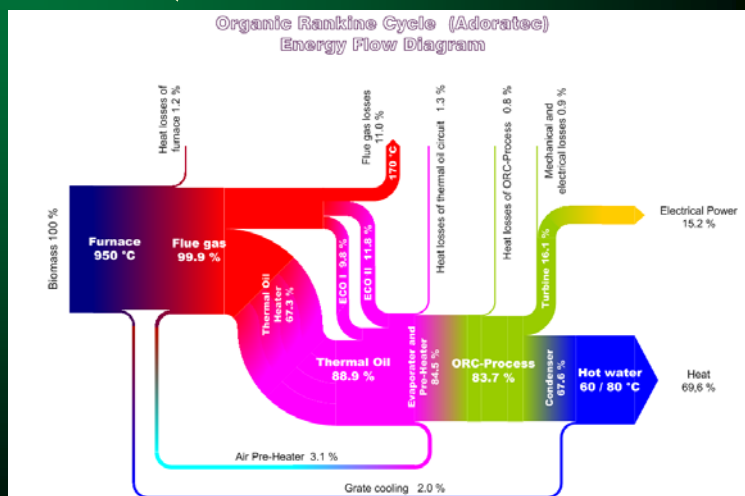 Organic Rankine Cycle (Adoratec)
Energy Flow Diagram
Heat losses of
furnace 1.2 %
Flue gas losses
11.0 %
Heat losses of thermal oil circuit 1.3 %
Heat losses of ORC-Process 0.8 %
Mechanical and
electrical losses 0.9 %
170 °C
Biomass 100 %
Furnace
950 °C
Flue gas
99.9 %
ECO I 9.8 %
ECO II 11.8 %
Turbine 16.1 %
Electrical Power
15.2 %
Thermal Oil
Heater
67.3 %
Thermal Oil
88.9 %
Evaporator and
Pre-Heater
84.5 %
ORC-Process
83.7 %
Condenser
67.6 %
Hot water
60 / 80 °C
Heat
69,6 %
Air Pre-Heater 3.1 %
Grate cooling 2.0 %